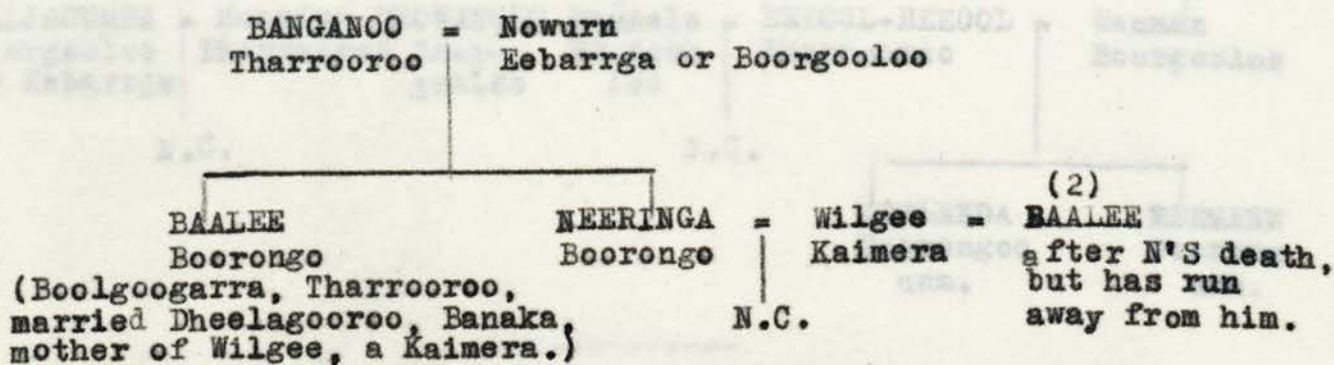 BANGANOO = Nowurn
Tharrooroo Eebarrga or Boorgooloo
(2)
BAALEE NEERINGA = Wilgee = BAALEE
Boorongo Boorongo Kaimera after N'S death,
(Boolgoogarra, Tharrooroo, but has run
married Dheelagooroo, Banaka, N.C. away from him.
mother of Wilgee, a Kaimera.)